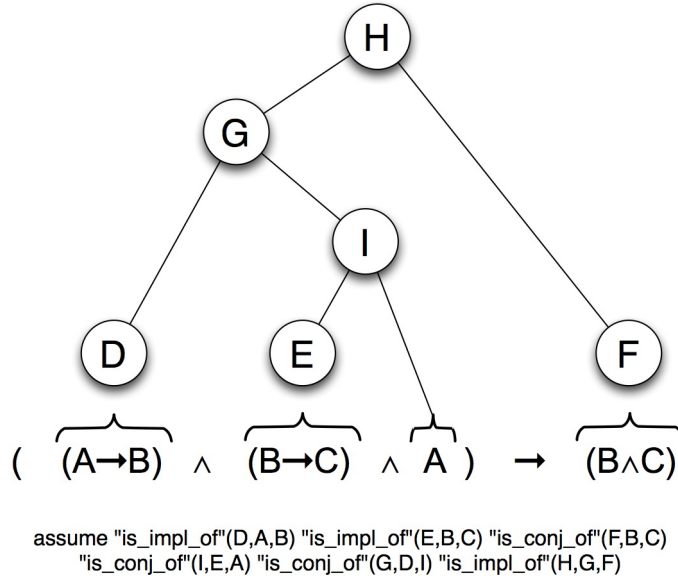 H
G
I
D E F
( (A→B) ∧ (B→C) ∧ A ) → (B∧C)
assume "is_impl_of"(D,A,B) "is_impl_of"(E,B,C) "is_conj_of"(F,B,C)
"is_conj_of"(I,E,A) "is_conj_of"(G,D,I) "is_impl_of"(H,G,F)